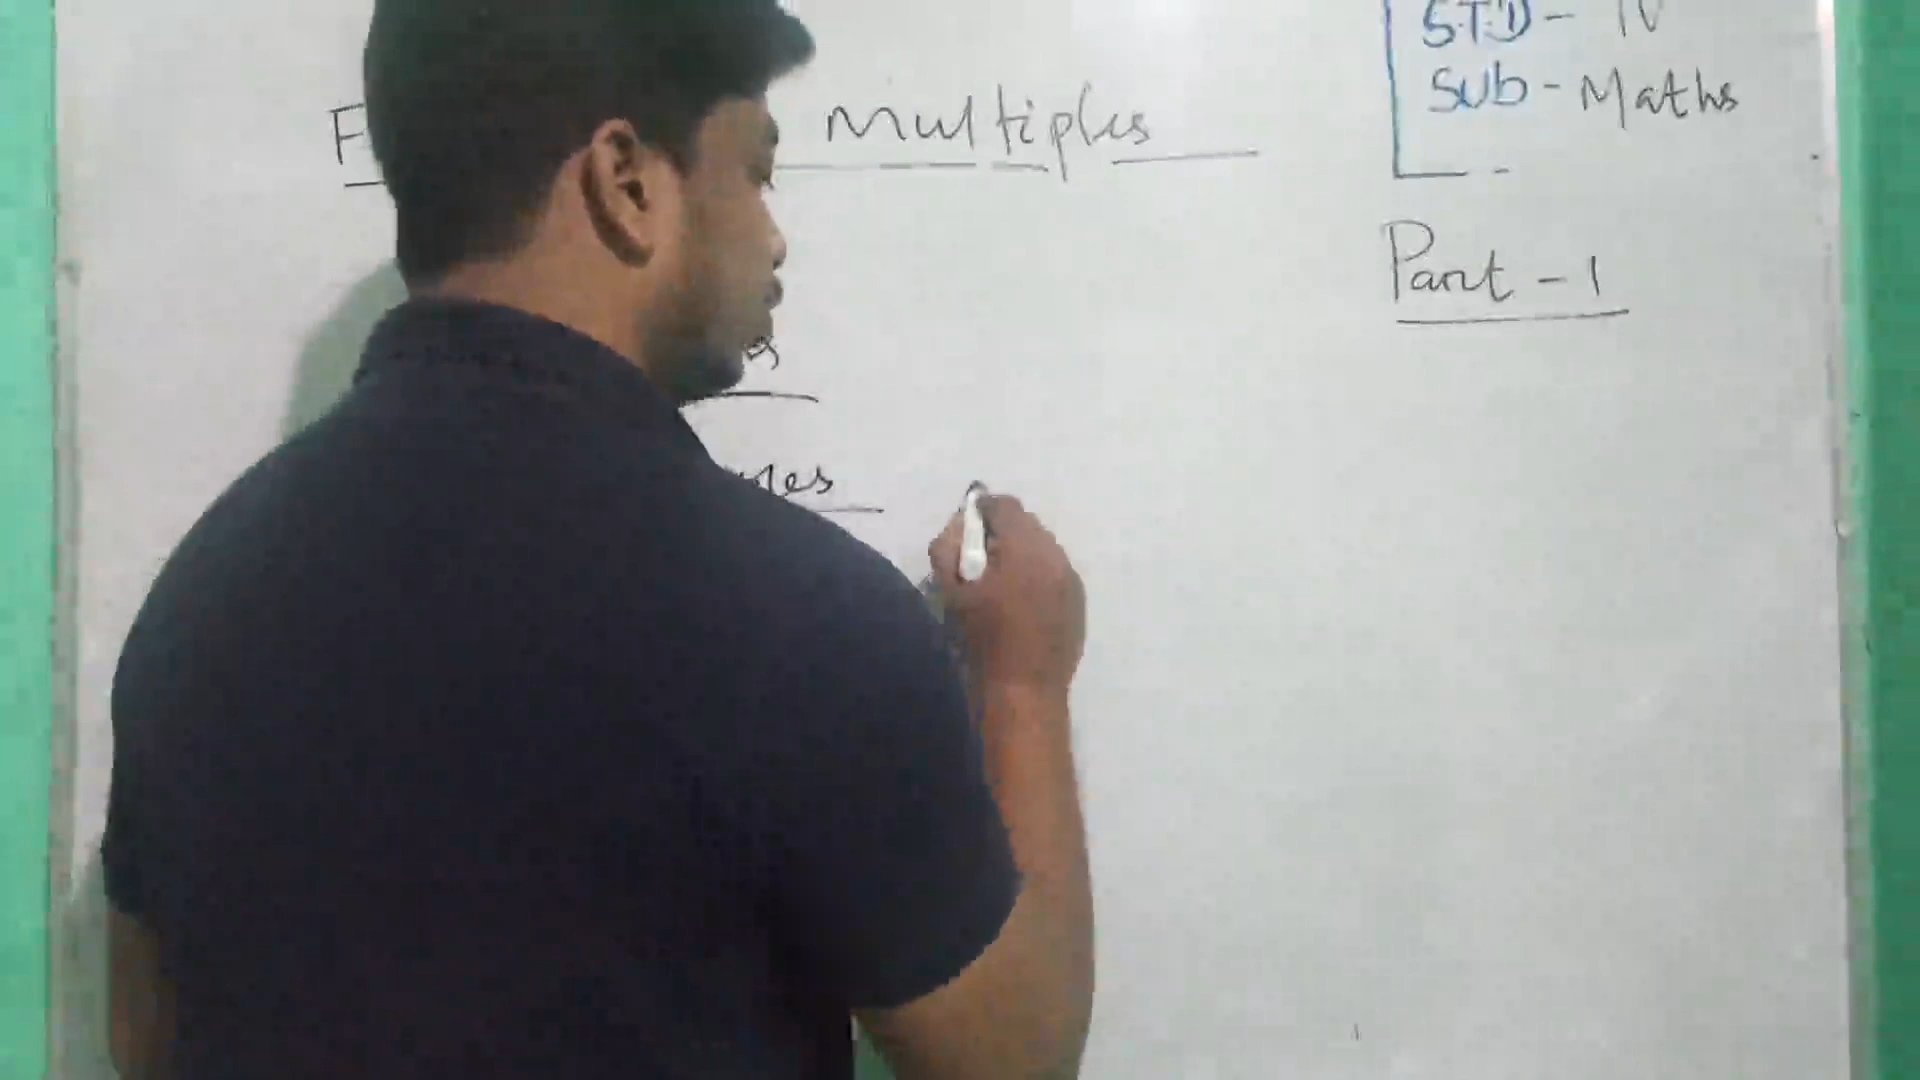 STD - IV
Sub - Maths
Multiples
Part - 1